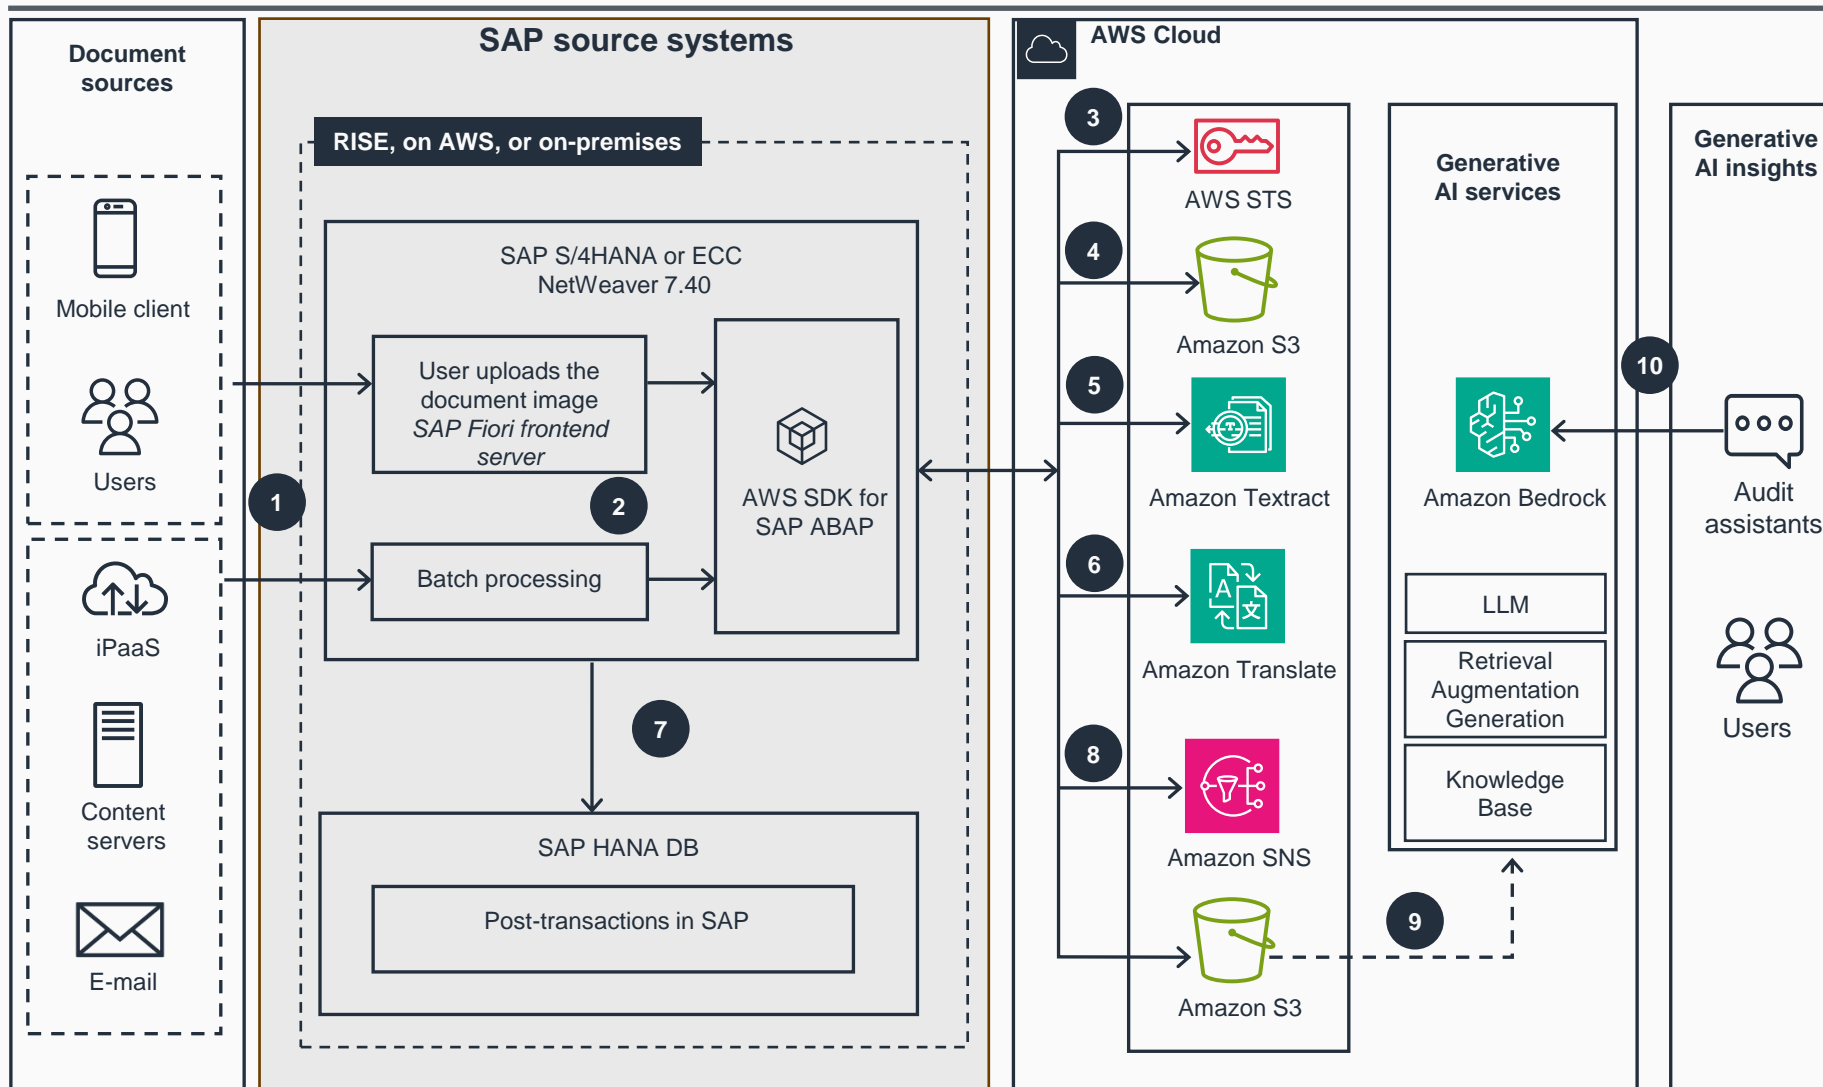 Document
sources
Mobile client
Users
iPaaS
Content
servers
E-mail
1
SAP source systems
RISE, on AWS, or on-premises
SAP S/4HANA or ECC
NetWeaver 7.40
User uploads the
document image
SAP Fiori frontend
server
2
Batch processing
AWS SDK for
SAP ABAP
7
SAP HANA DB
Post-transactions in SAP
AWS Cloud
3
AWS STS
4
Amazon S3
5
T
Amazon Textract
6
A
文
Amazon Translate
8
Amazon SNS
Amazon S3
9
Generative
AI services
Amazon Bedrock
LLM
Retrieval
Augmentation
Generation
Knowledge
Base
10
Generative
AI insights
Audit
assistants
Users